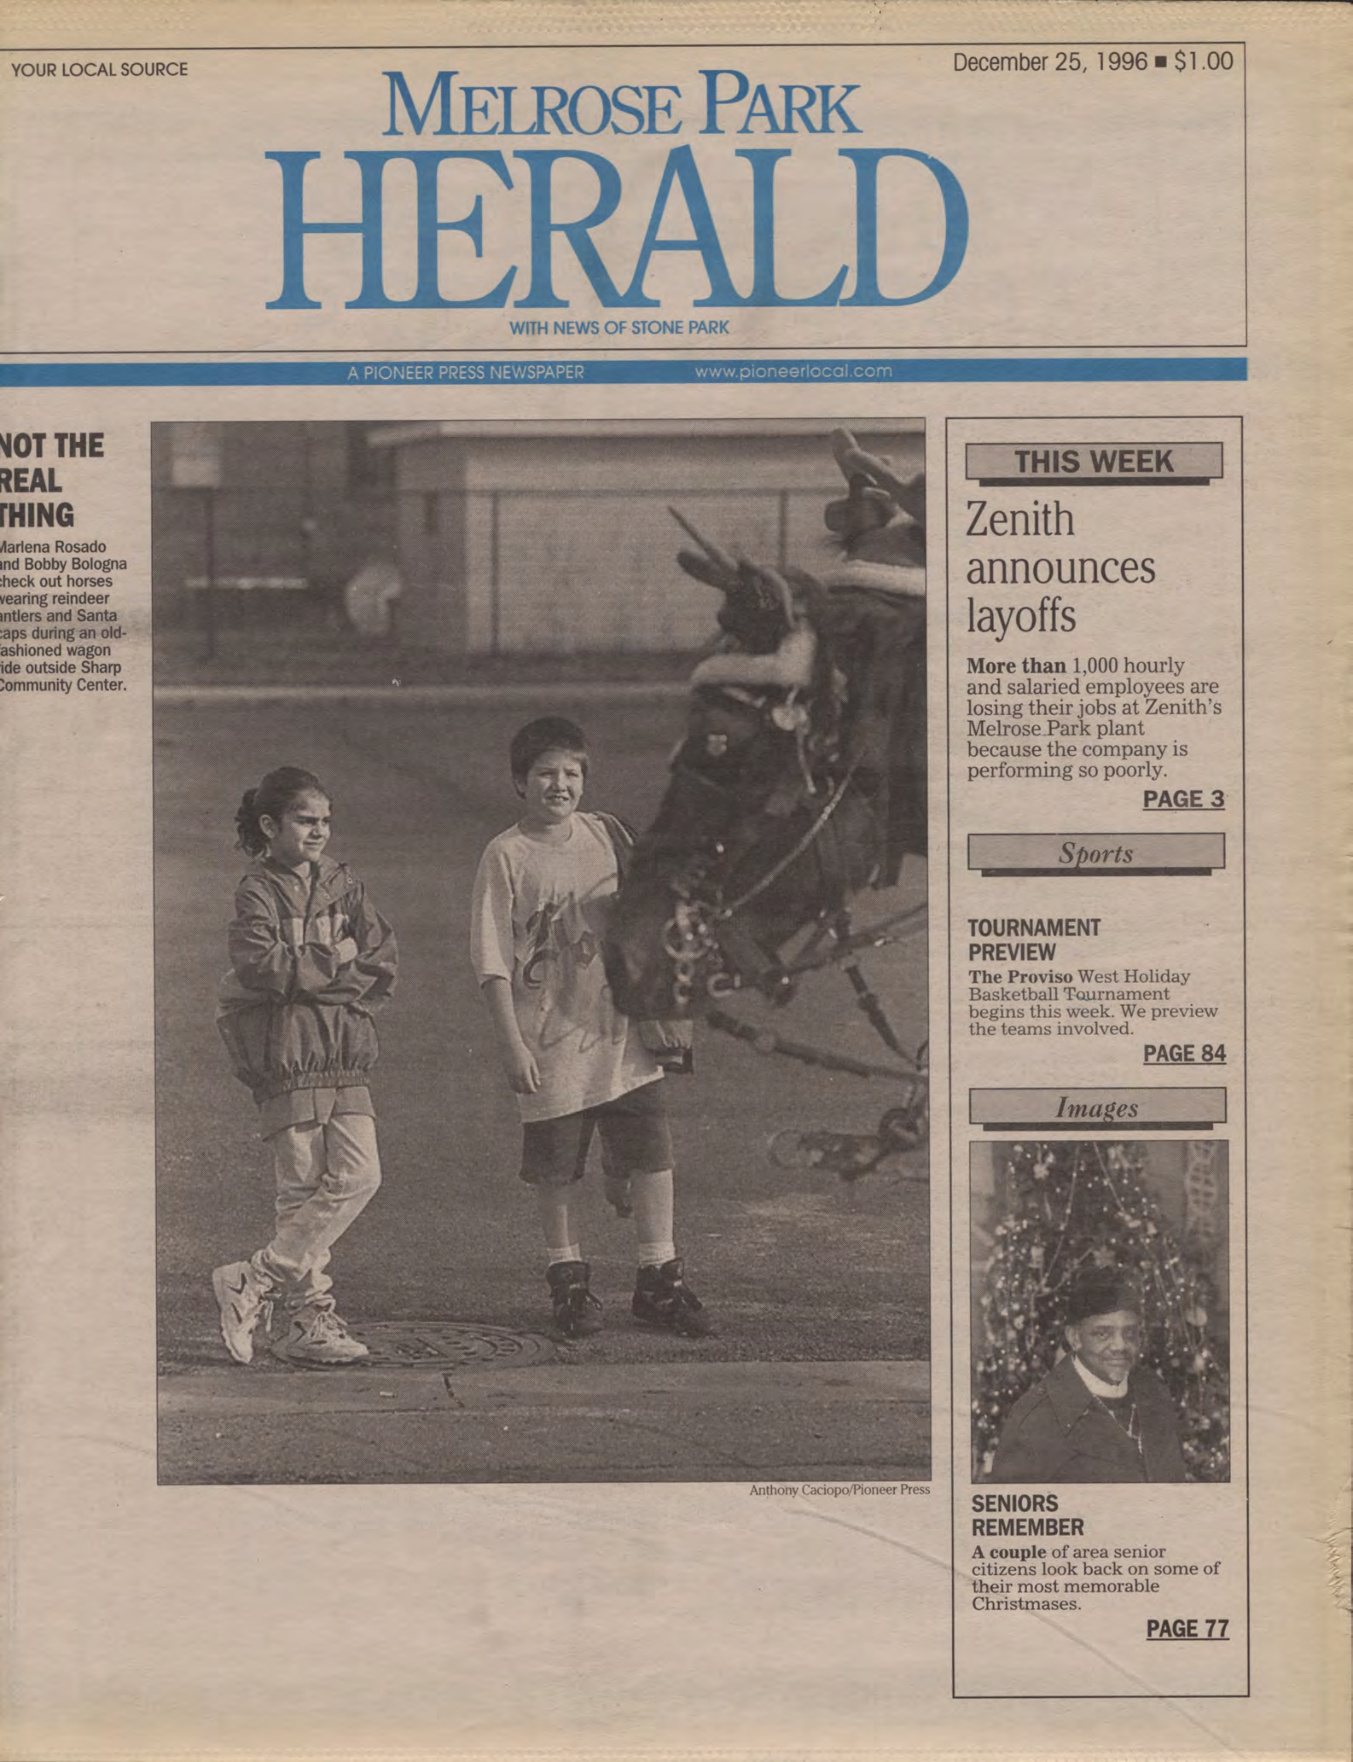 YOUR LOCAL SOURCE
December 25, 1996 ■ $1.00
MELROSE PARK
HERALD
WITH NEWS OF STONE PARK
A PIONEER PRESS NEWSPAPER
www.pioneerlocal.com
NOT THE
REAL
THING
Marlena Rosado
and Bobby Bologna
check out horses
wearing reindeer
antlers and Santa
caps during an old-
fashioned wagon
ride outside Sharp
Community Center.
Anthony Caciopo/Pioneer Press
THIS WEEK
Zenith
announces
layoffs
More than 1,000 hourly
and salaried employees are
losing their jobs at Zenith's
Melrose Park plant
because the company is
performing so poorly.
PAGE 3
Sports
TOURNAMENT
PREVIEW
The Proviso West Holiday
Basketball Tournament
begins this week. We preview
the teams involved.
PAGE 84
Images
SENIORS
REMEMBER
A couple of area senior
citizens look back on some of
their most memorable
Christmases.
PAGE 77